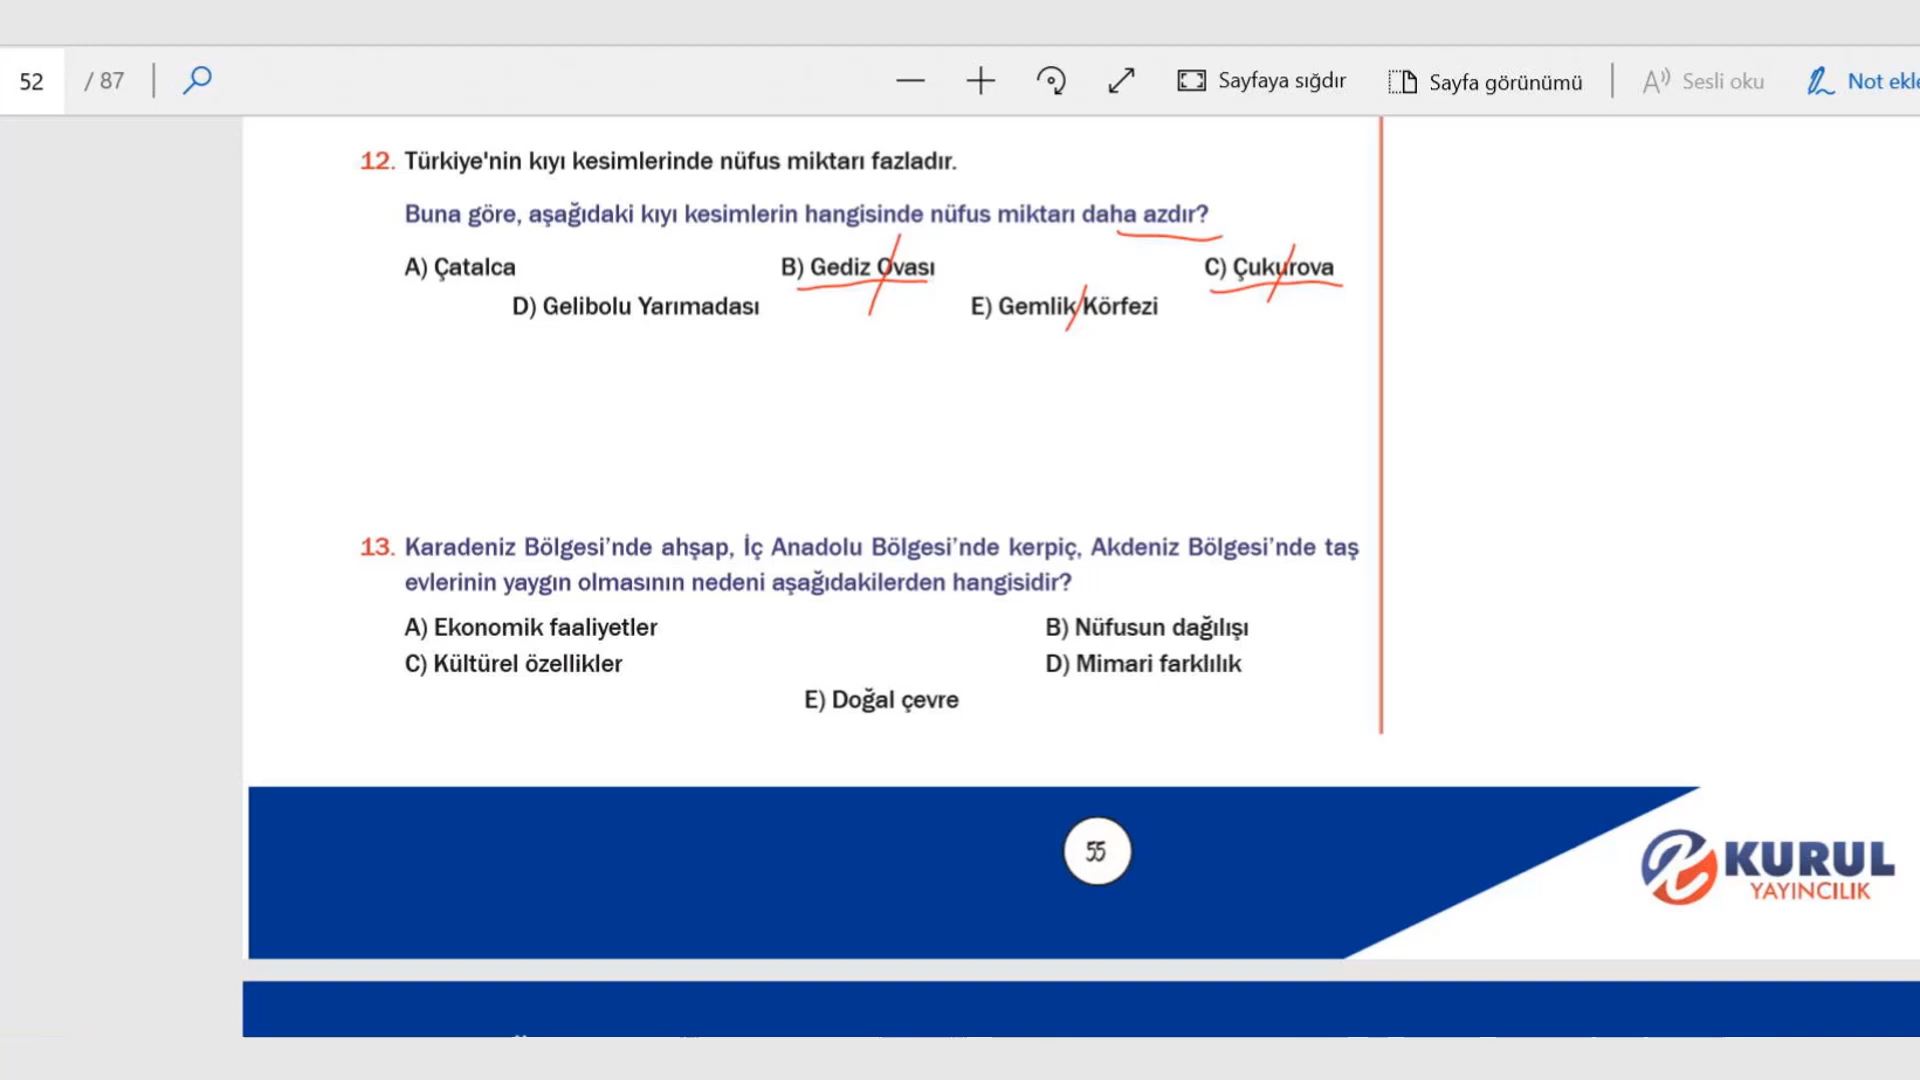 52 / 87 Sayfaya sığdır Sayfa görünümü Sesli oku Not ekle
12. Türkiye'nin kıyı kesimlerinde nüfus miktarı fazladır.
Buna göre, aşağıdaki kıyı kesimlerin hangisinde nüfus miktarı daha azdır?
A) Çatalca B) Gediz Ovası C) Çukurova
D) Gelibolu Yarımadası E) Gemlik Körfezi
13. Karadeniz Bölgesi’nde ahşap, İç Anadolu Bölgesi’nde kerpiç, Akdeniz Bölgesi’nde taş
evlerinin yaygın olmasının nedeni aşağıdakilerden hangisidir?
A) Ekonomik faaliyetler B) Nüfusun dağılışı
C) Kültürel özellikler D) Mimari farklılık
E) Doğal çevre
55
KURUL
YAYINCILIK